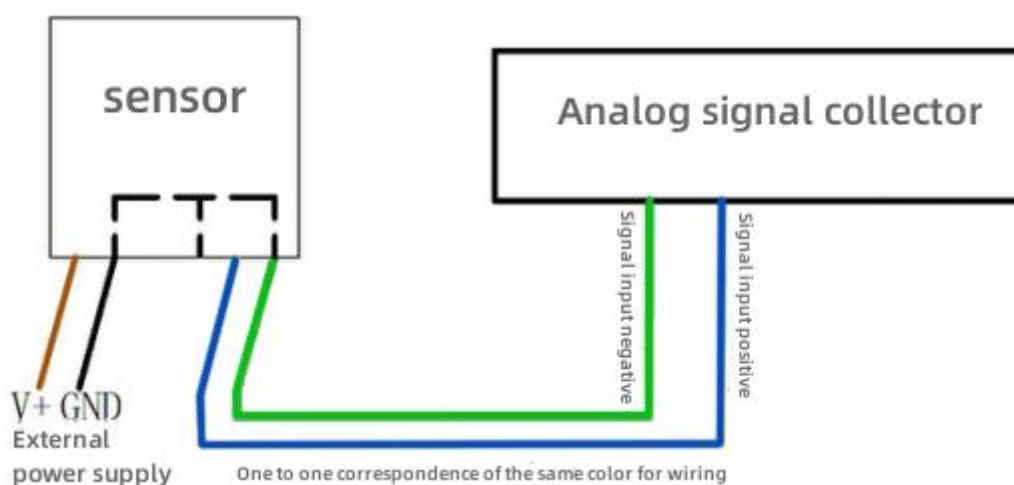 sensor
Analog signal collector
Signal input negative
Signal input positive
V+ GND
External
power supply
One to one correspondence of the same color for wiring